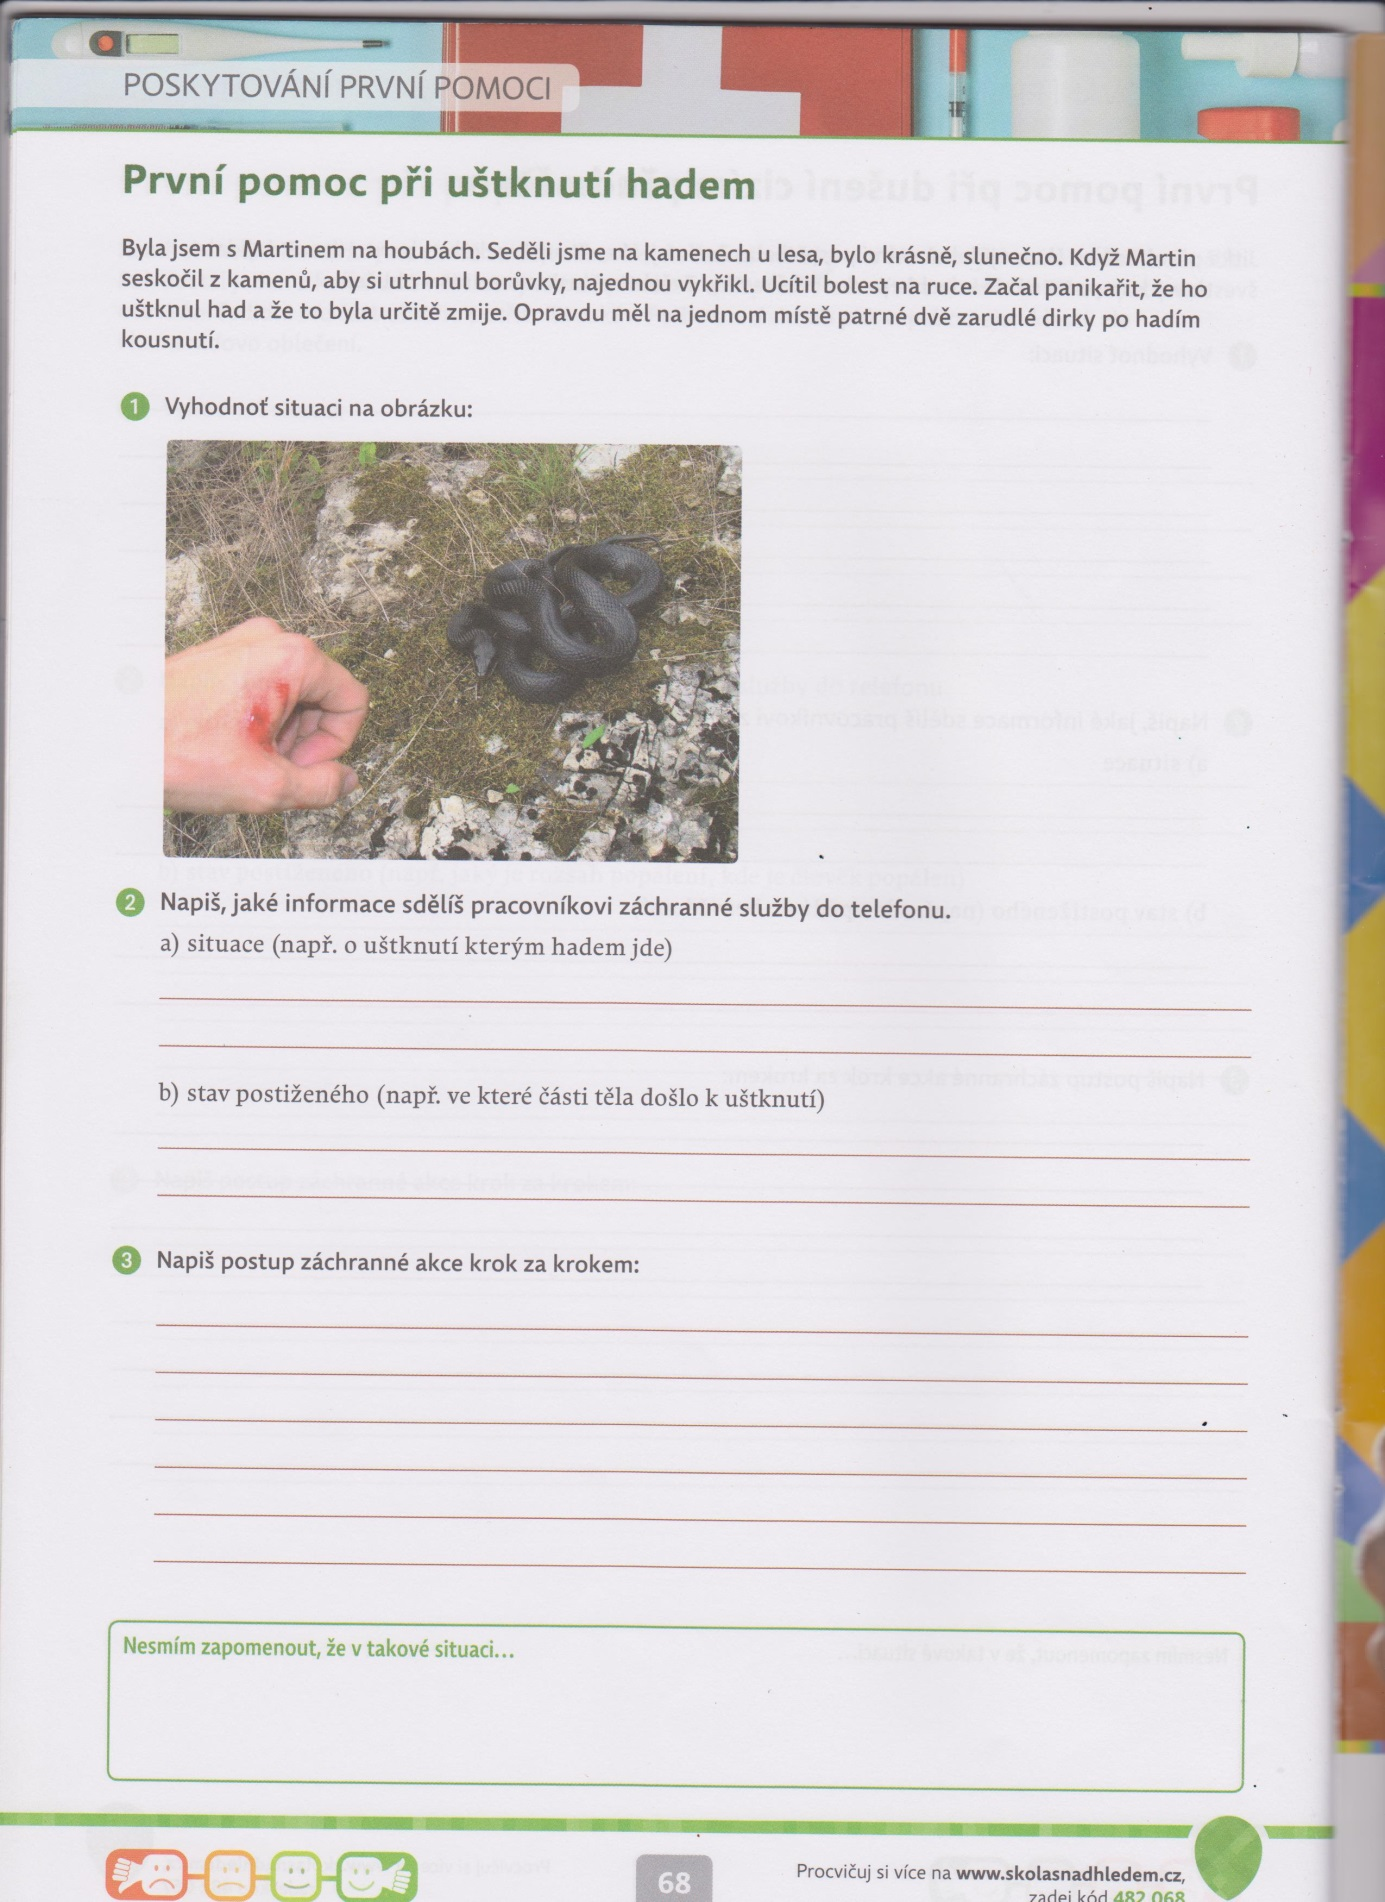 POSKYTOVÁNÍ PRVNÍ POMOCI
První pomoc při uštknutí hadem
Byla jsem s Martinem na houbách. Seděli jsme na kamenech u lesa, bylo krásně, slunečno. Když Martin
seskočil z kamenů, aby si utrhnul borůvky, najednou vykřikl. Ucítil bolest na ruce. Začal panikařit, že ho
uštknul had a že to byla určitě zmije. Opravdu měl na jednom místě patrné dvě zarudlé dirky po hadím
kousnutí.
1 Vyhodnoť situaci na obrázku:
2 Napiš, jaké informace sdělíš pracovníkovi záchranné služby do telefonu.
a) situace (např. o uštknutí kterým hadem jde)
b) stav postiženého (např. ve které části těla došlo k uštknutí)
3 Napiš postup záchranné akce krok za krokem:
Nesmím zapomenout, že v takové situaci...
68
Procvičuj si více na www.skolasnadhledem.cz,
zadej kód 482 068